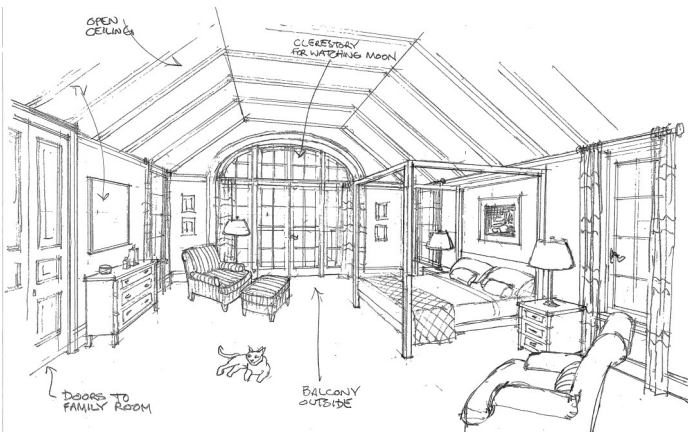 OPEN
CEILING
CLERESTORY
FOR WATCHING MOON
TV
DOORS TO
FAMILY ROOM
BALCONY
OUTSIDE